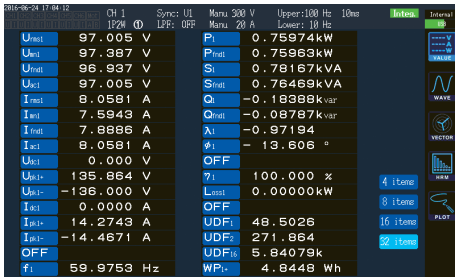 2016-06-24 17:04:12 CH 1 Sync: U1 Manu 300 V Upper:100 Hz 10ms Integ. Internal
1P2W ① LPF: OFF Manu 20 A Lower: 10 Hz USB
Urms1 97.005 V P1 0.75974kW
Umn1 97.387 V Pfnd1 0.76394kW
Ufnd1 96.937 V S1 0.78167kVA
Uac1 97.005 V Sfnd1 0.76469kVA
Irms1 8.0581 A Q1 -0.18388kvar
Imn1 7.5943 A Qfnd1 -0.08787kvar
Ifnd1 7.8886 A λ1 -0.97194
Iac1 8.0581 A φ1 - 13.606 °
Udc1 0.000 V OFF
Upk1+ 135.864 V η1 100.000 %
Upk1- -136.000 V Loss1 0.00000kW
Idc1 0.0000 A OFF
Ipk1+ 14.2743 A UDF1 48.5026
Ipk1- -14.4671 A UDF2 271.864
OFF UDF16 5.84079k
f1 59.9753 Hz WP1+ 4.8448 Wh
4 items
8 items
16 items
32 items
VALUE
WAVE
VECTOR
HRM
PLOT